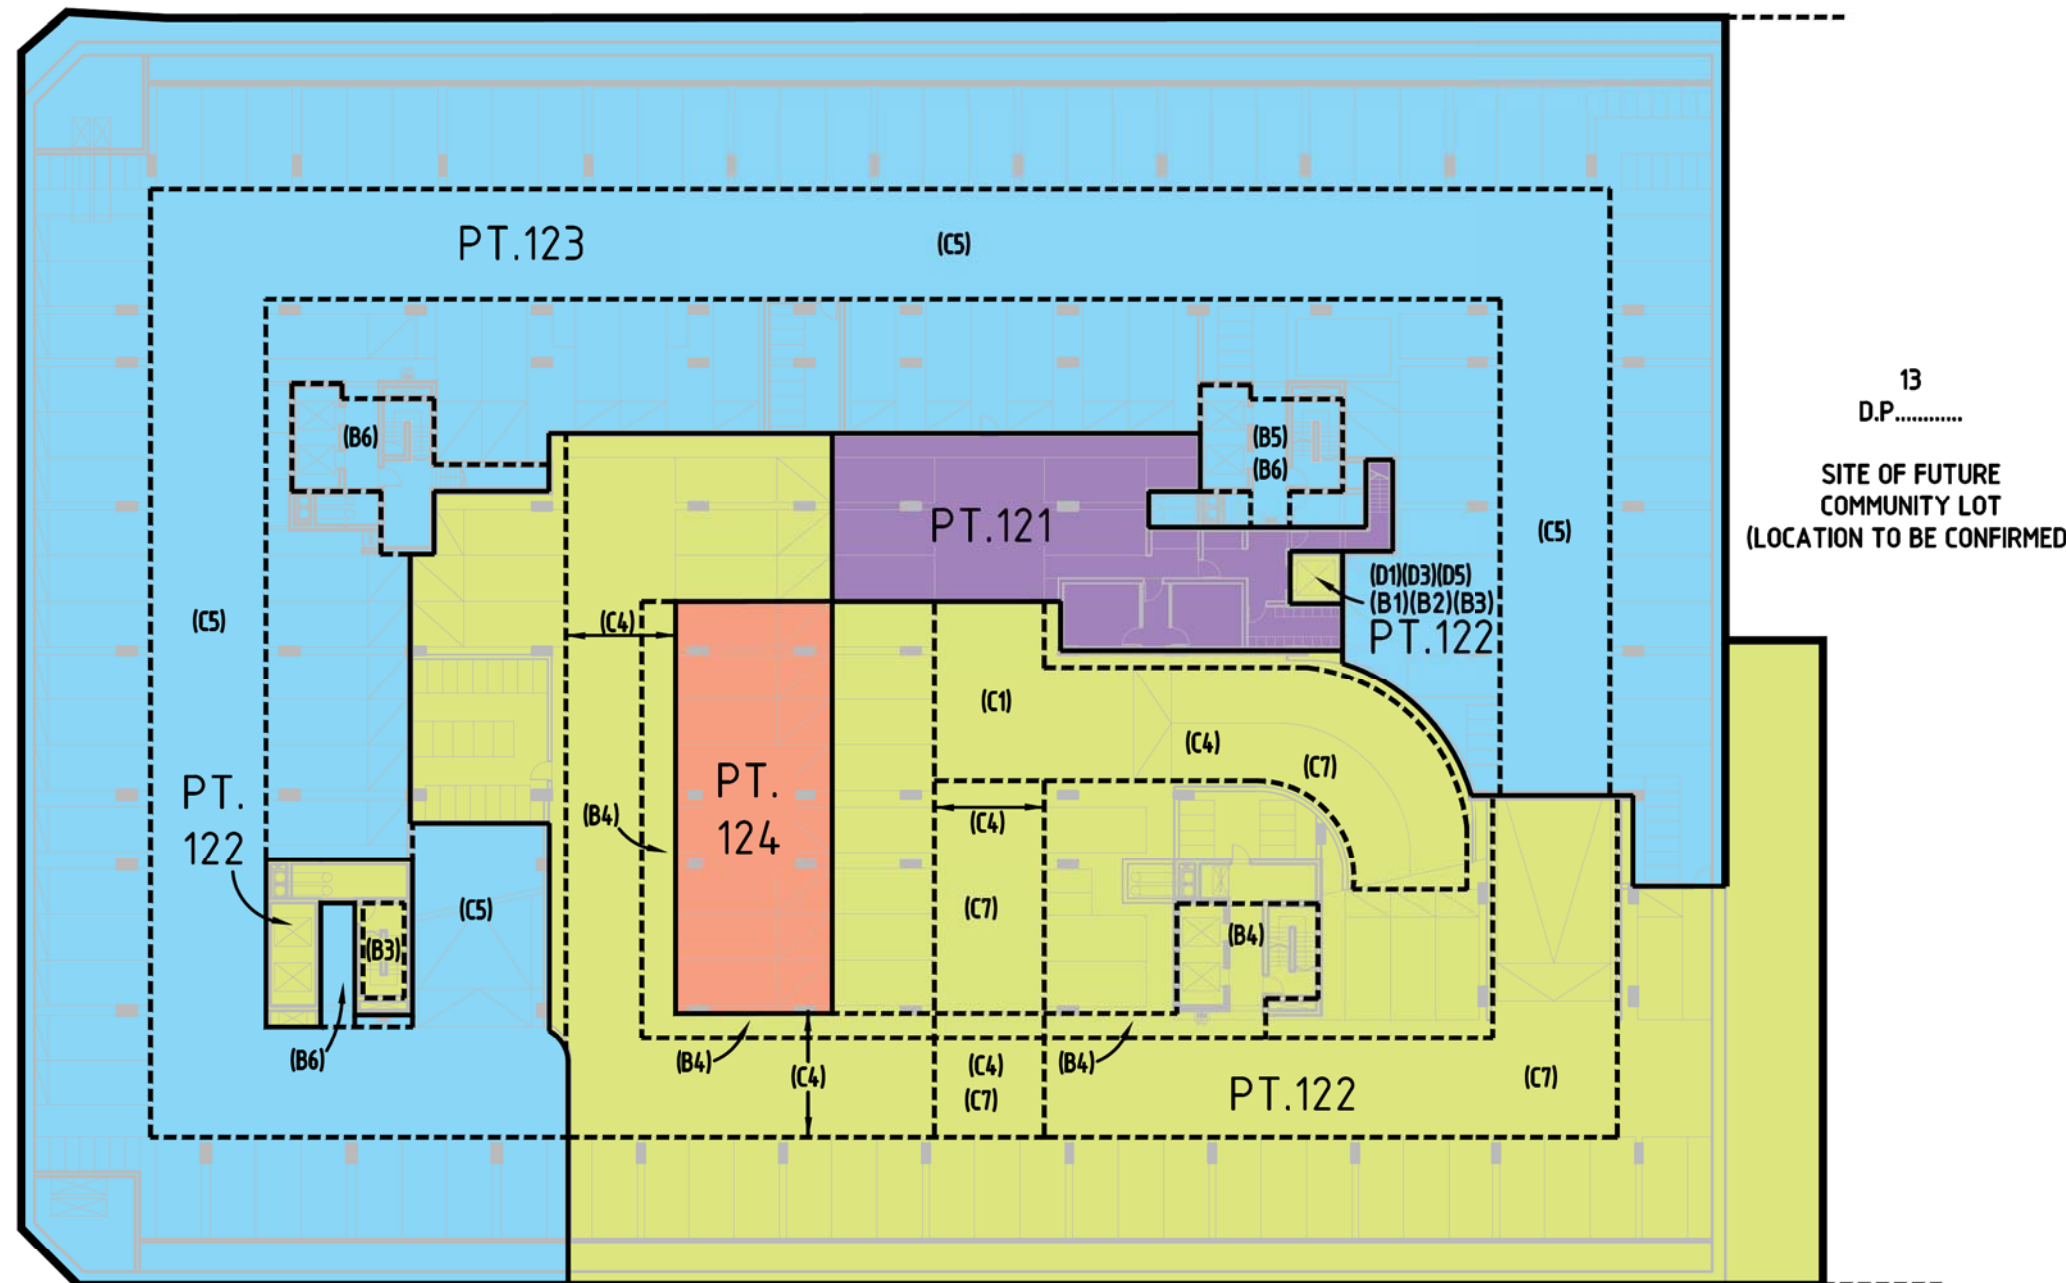 PT.123
(C5)
13
D.P............
(B6)
(B5)
(B6)
SITE OF FUTURE
COMMUNITY LOT
(LOCATION TO BE CONFIRMED
PT.121
(C5)
(D1)(D3)(D5)
(B1)(B2)(B3)
PT.122
(C5)
(C4)
(C1)
(C4)
(C7)
PT.
122
PT.
124
(B4)
(C4)
(C5)
(C7)
(B3)
(B4)
(B6)
(B4)
(C4)
(C4)
(C7)
(B4)
PT.122
(C7)